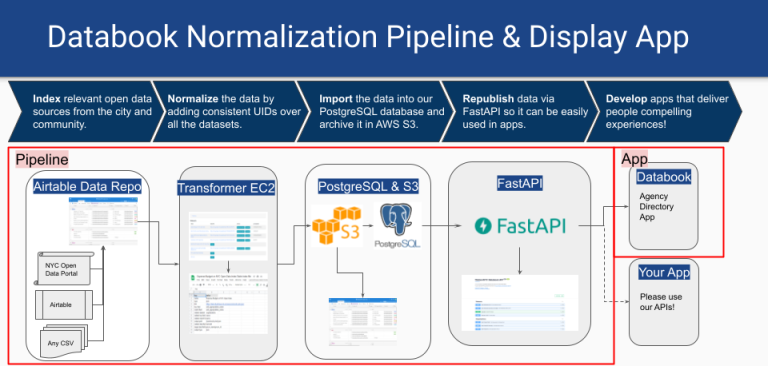 Databook Normalization Pipeline & Display App
Index relevant open data
sources from the city and
community.
Normalize the data by
adding consistent UIDs over
all the datasets.
Import the data into our
PostgreSQL database and
archive it in AWS S3.
Republish data via
FastAPI so it can be easily
used in apps.
Develop apps that deliver
people compelling
experiences!
Pipeline
App
Airtable Data Repo
NYC Open
Data Portal
Airtable
Any CSV
Transformer EC2
PostgreSQL & S3
S3
PostgreSQL
FastAPI
FastAPI
Databook
Agency
Directory
App
Your App
Please use
our APIs!